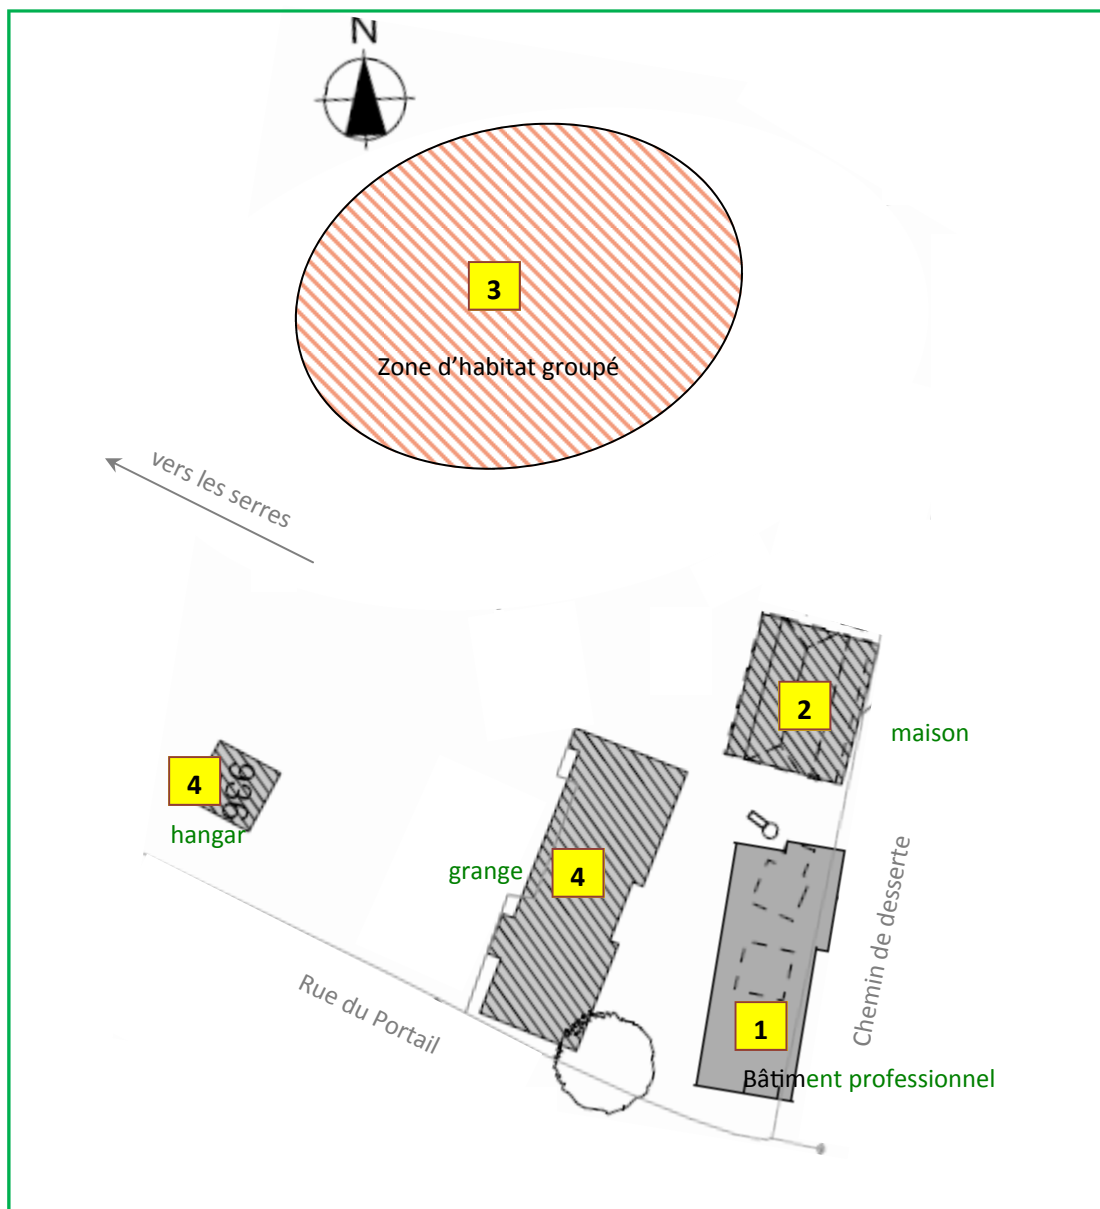 N
3
Zone d'habitat groupé
vers les serres
2
maison
4
936
hangar
grange
4
Chemin de desserte
Rue du Portail
1
Bâtiment professionnel